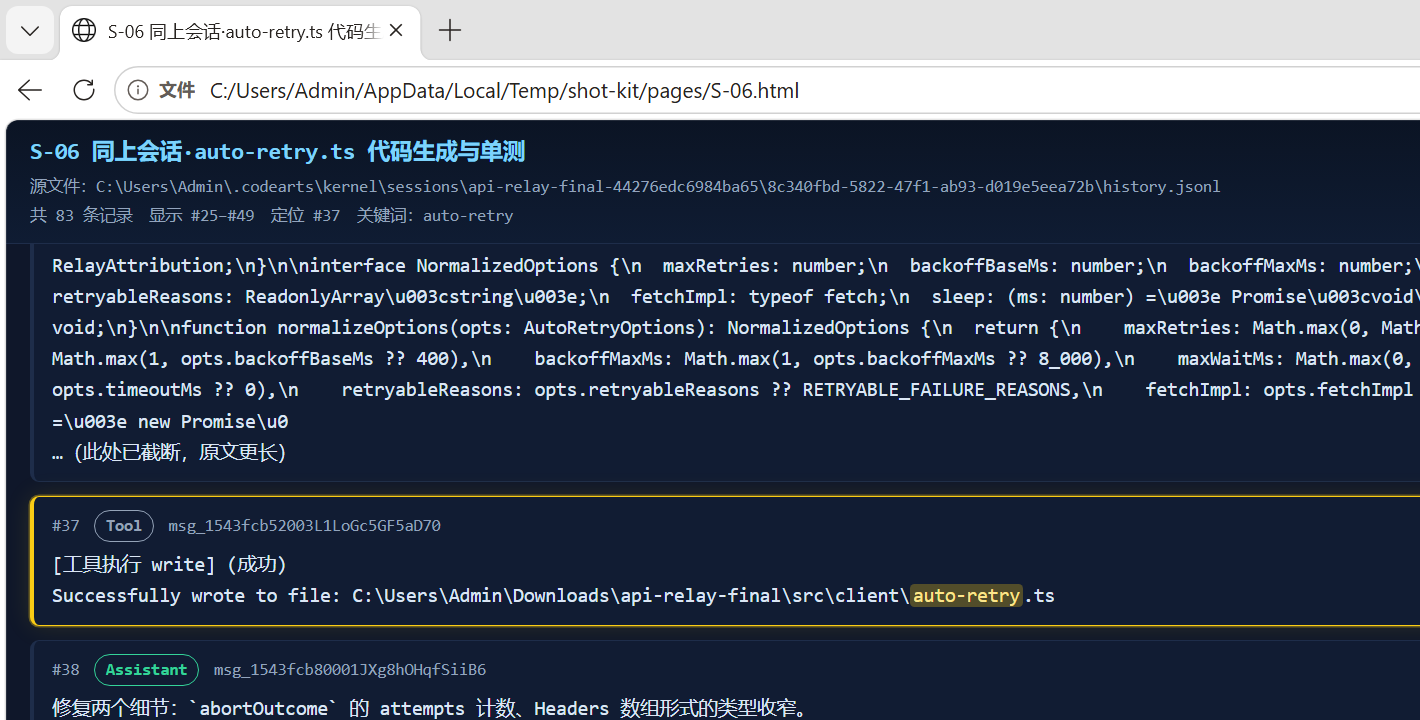 S-06 同上会话·auto-retry.ts 代码生
文件 C:/Users/Admin/AppData/Local/Temp/shot-kit/pages/S-06.html
S-06 同上会话·auto-retry.ts 代码生成与单测
源文件: C:\Users\Admin\.codearts\kernel\sessions\api-relay-final-44276edc6984ba65\8c340fbd-5822-47f1-ab93-d019e5eea72b\history.jsonl
共 83 条记录 显示 #25–#49 定位 #37 关键词: auto-retry
RelayAttribution;\n}\n\ninterface NormalizedOptions {\n  maxRetries: number;\n  backoffBaseMs: number;\n  backoffMaxMs: number;\
retryableReasons: ReadonlyArray\u003cstring\u003e;\n  fetchImpl: typeof fetch;\n  sleep: (ms: number) =\u003e Promise\u003cvoid\
void;\n}\n\nfunction normalizeOptions(opts: AutoRetryOptions): NormalizedOptions {\n  return {\n    maxRetries: Math.max(0, Math
Math.max(1, opts.backoffBaseMs ?? 400),\n    backoffMaxMs: Math.max(1, opts.backoffMaxMs ?? 8_000),\n    maxWaitMs: Math.max(0,
opts.timeoutMs ?? 0),\n    retryableReasons: opts.retryableReasons ?? RETRYABLE_FAILURE_REASONS,\n    fetchImpl: opts.fetchImpl
=\u003e new Promise\u0
… (此处已截断，原文更长)
#37 Tool msg_1543fcb52003L1LoGc5GF5aD70
[工具执行 write] (成功)
Successfully wrote to file: C:\Users\Admin\Downloads\api-relay-final\src\client\auto-retry.ts
#38 Assistant msg_1543fcb80001JXg8hOHqfSiiB6
修复两个细节：`abortOutcome` 的 attempts 计数、Headers 数组形式的类型收窄。